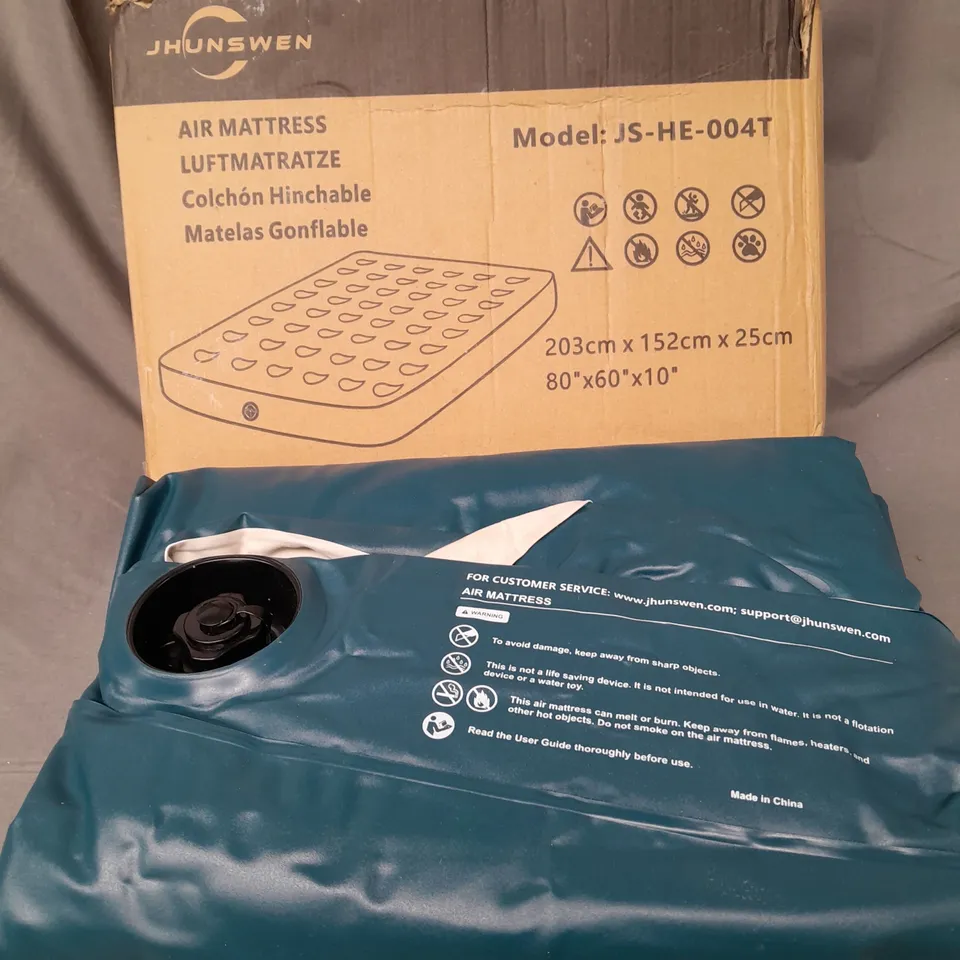 JHUNSWEN
AIR MATTRESS
LUFTMATRATZE
Colchón Hinchable
Matelas Gonflable
Model: JS-HE-004T
203cm x 152cm x 25cm
80"x60"x10"
FOR CUSTOMER SERVICE: www.jhunswen.com; support@jhunswen.com
AIR MATTRESS
WARNING
To avoid damage, keep away from sharp objects.
This is not a life saving device. It is not intended for use in water. It is not a flotation
device or a water toy.
This air mattress can melt or burn. Keep away from flames, heaters, and
other hot objects. Do not smoke on the air mattress.
Read the User Guide thoroughly before use.
Made in China